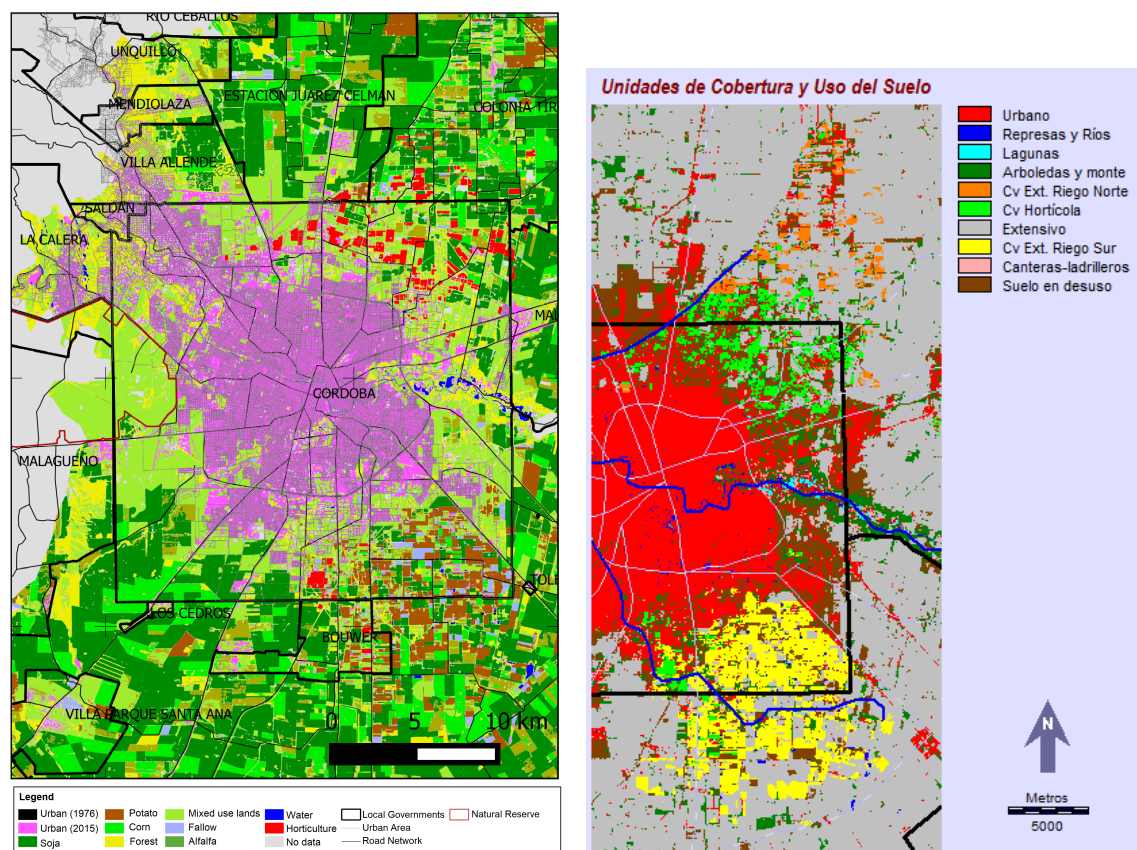 RIO CEBALLOS
UNQUILLO
MENDIOLAZA
ESTACION JUAREZ CELMAN
COLONIA TIR
VILLA ALLENDE
SALDAN
LA CALERA
MAL
CORDOBA
MALAGUEÑO
TOLE
LOS CEDROS
BOUWER
VILLA PARQUE SANTA ANA
0 5 10 km
Legend
Urban (1976) Potato Mixed use lands Water Local Governments Natural Reserve
Urban (2015) Corn Fallow Horticulture Urban Area
Soja Forest Alfalfa No data Road Network
Unidades de Cobertura y Uso del Suelo
Urbano
Represas y Ríos
Lagunas
Arboledas y monte
Cv Ext. Riego Norte
Cv Hortícola
Extensivo
Cv Ext. Riego Sur
Canteras-ladrilleros
Suelo en desuso
N
Metros
5000